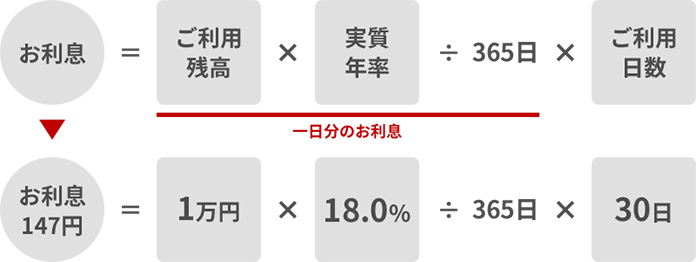 お利息 = ご利用残高 × 実質年率 ÷ 365日 × ご利用日数
一日分のお利息
お利息147円 = 1万円 × 18.0% ÷ 365日 × 30日